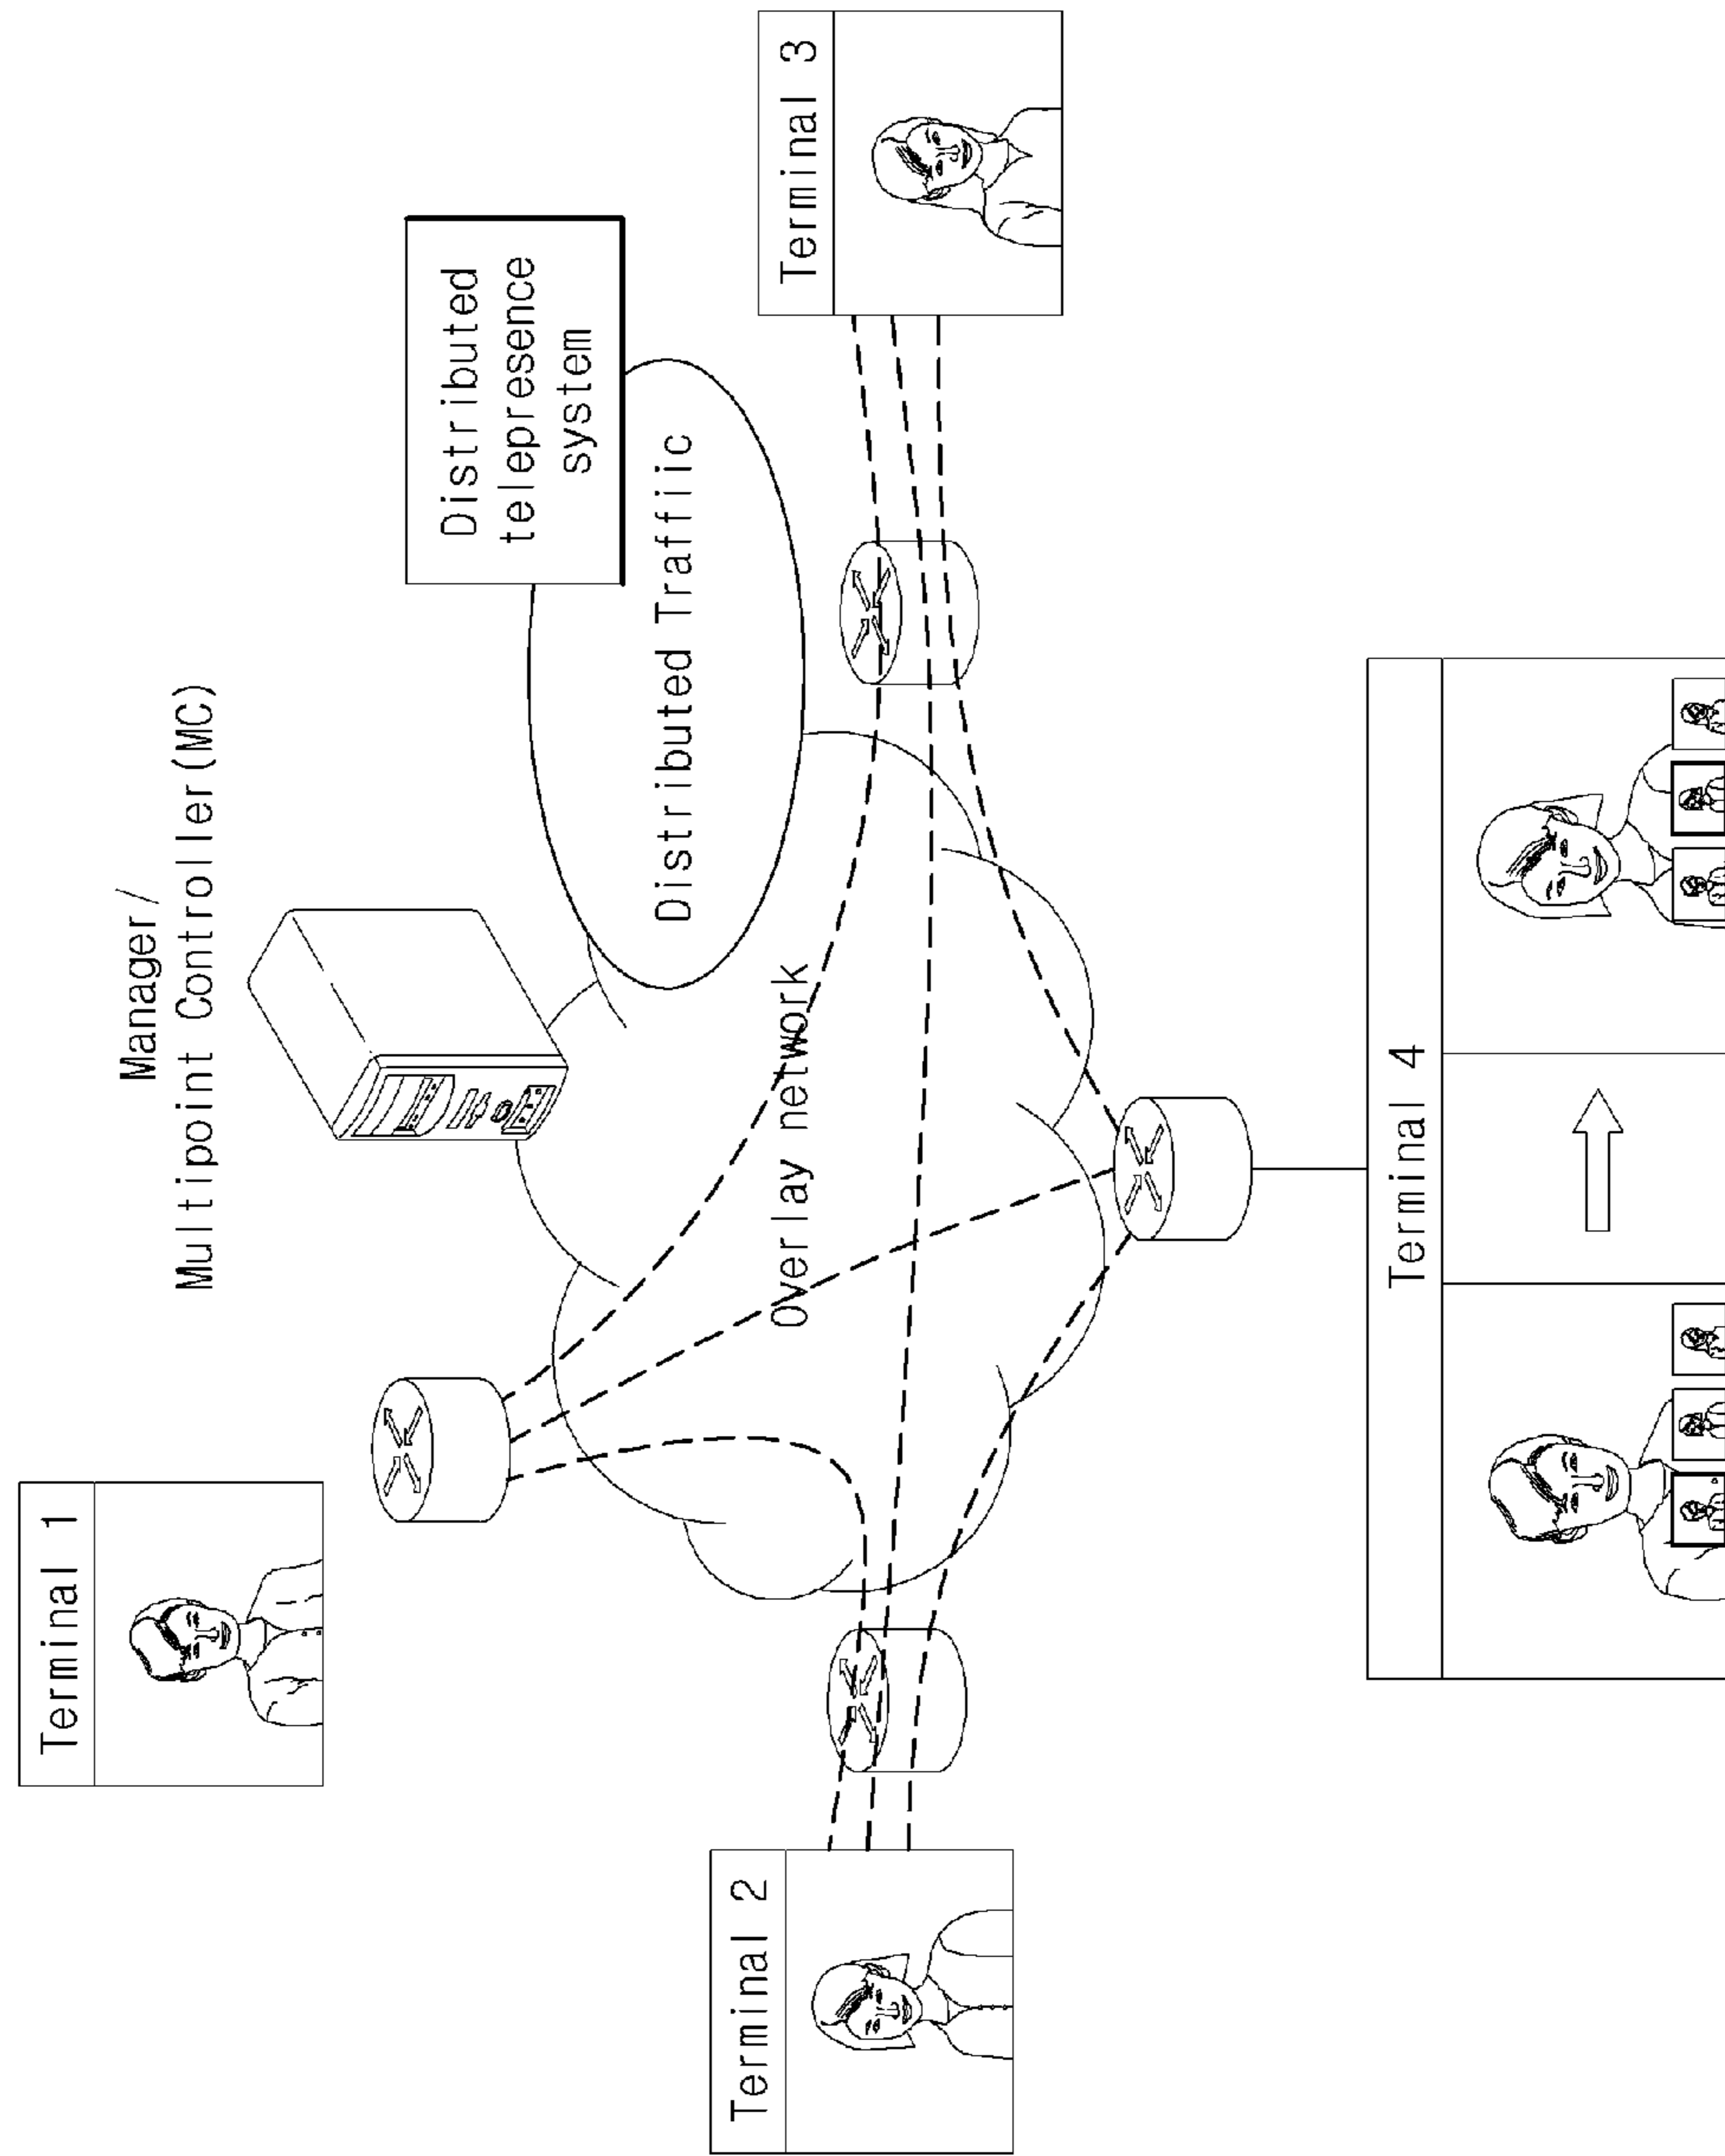 Manager/
Multipoint Controller(MC)
Terminal 1
Distributed
telepresence
system
Distributed Traffiic
Terminal 2
Overlay network
Terminal 3
Terminal 4